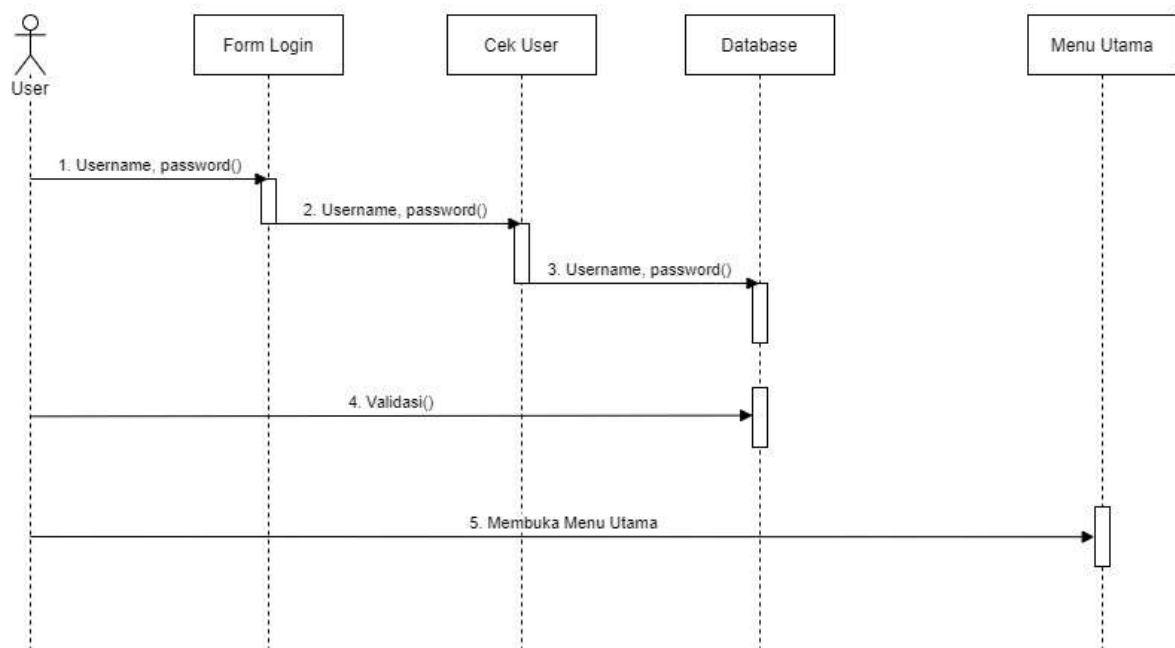 User
Form Login
Cek User
Database
Menu Utama
1. Username, password()
2. Username, password()
3. Username, password()
4. Validasi()
5. Membuka Menu Utama